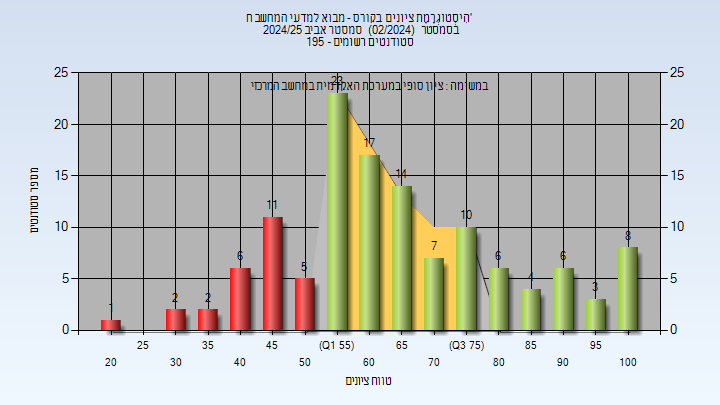 היסטוגרמת ציונים בקורס - מבוא למדעי המחשב ח'
בסמסטר (02/2024) סמסטר אביב 2024/25
סטודנטים רשומים - 195
במשימה : ציון סופי במערכת האקדמית במחשב המרכזי
25 25
20 20
15 15
10 10
5 5
0 0
מספר סטודנטים
1 2 2 6 11 5 23 17 14 7 10 6 4 6 3 8
25 35 45 (Q1 55) 65 (Q3 75) 85 95
20 30 40 50 60 70 80 90 100
טווח ציונים